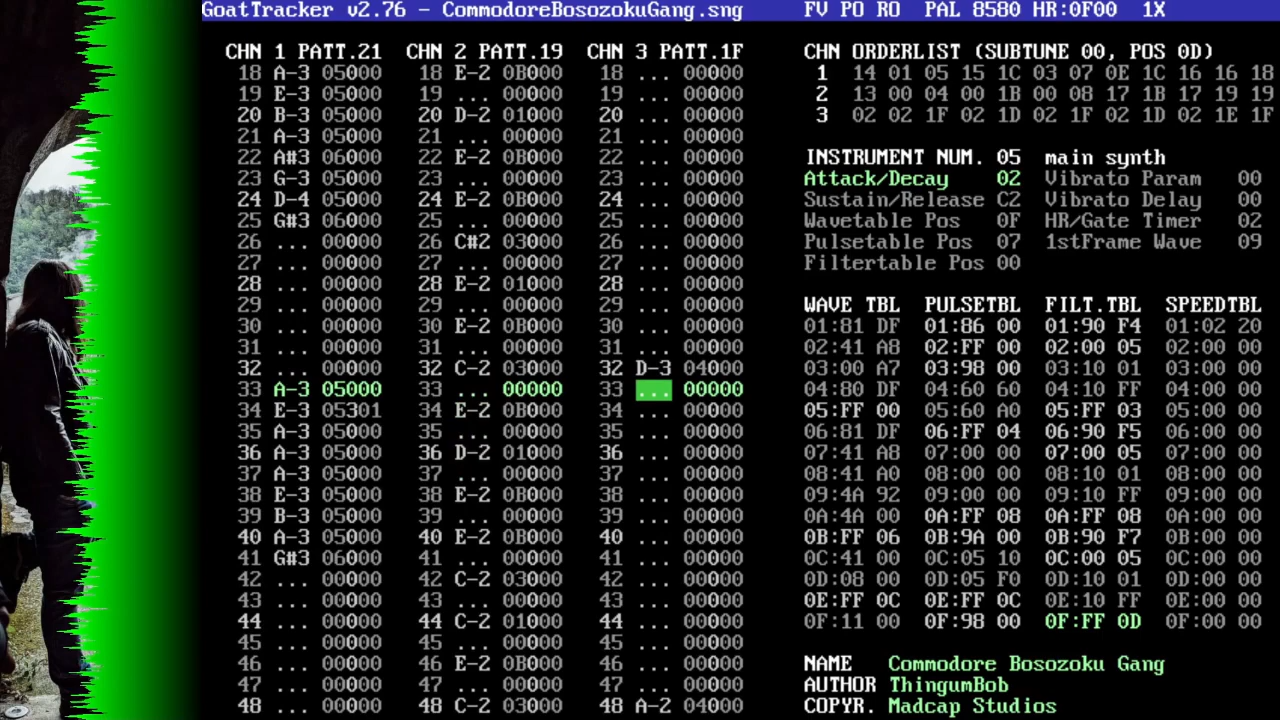 GoatTracker v2.76 - CommodoreBosozokuGang.sng FV PO RO PAL 8580 HR:0F00 1X
CHN 1 PATT.21 CHN 2 PATT.19 CHN 3 PATT.1F CHN ORDERLIST (SUBTUNE 00, POS 0D)
18 A-3 05000 18 E-2 0B000 18 ... 00000 1 14 01 05 15 1C 03 07 0E 1C 16 16 18
19 E-3 05000 19 ... 00000 19 ... 00000 2 13 00 04 00 1B 00 08 17 1B 17 19 19
20 B-3 05000 20 D-2 01000 20 ... 00000 3 02 02 1F 02 1D 02 1F 02 1D 02 1E 1F
21 A-3 05000 21 ... 00000 21 ... 00000
22 A#3 06000 22 E-2 0B000 22 ... 00000 INSTRUMENT NUM. 05 main synth
23 G-3 05000 23 ... 00000 23 ... 00000 Attack/Decay 02 Vibrato Param 00
24 D-4 05000 24 E-2 0B000 24 ... 00000 Sustain/Release C2 Vibrato Delay 00
25 G#3 06000 25 ... 00000 25 ... 00000 Wavetable Pos 0F HR/Gate Timer 02
26 ... 00000 26 C#2 03000 26 ... 00000 Pulsetable Pos 07 1stFrame Wave 09
27 ... 00000 27 ... 00000 27 ... 00000 Filtertable Pos 00
28 ... 00000 28 E-2 01000 28 ... 00000
29 ... 00000 29 ... 00000 29 ... 00000 WAVE TBL PULSETBL FILT.TBL SPEEDTBL
30 ... 00000 30 E-2 0B000 30 ... 00000 01:81 DF 01:86 00 01:90 F4 01:02 20
31 ... 00000 31 ... 00000 31 ... 00000 02:41 A8 02:FF 00 02:00 05 02:00 00
32 ... 00000 32 C-2 03000 32 D-3 04000 03:00 A7 03:98 00 03:10 01 03:00 00
33 A-3 05000 33 ... 00000 33 ... 00000 04:80 DF 04:60 60 04:10 FF 04:00 00
34 E-3 05301 34 E-2 0B000 34 ... 00000 05:FF 00 05:60 A0 05:FF 03 05:00 00
35 A-3 05000 35 ... 00000 35 ... 00000 06:81 DF 06:FF 04 06:90 F5 06:00 00
36 A-3 05000 36 D-2 01000 36 ... 00000 07:41 A8 07:00 00 07:00 05 07:00 00
37 A-3 05000 37 ... 00000 37 ... 00000 08:41 A0 08:00 00 08:10 01 08:00 00
38 E-3 05000 38 E-2 0B000 38 ... 00000 09:4A 92 09:00 00 09:10 FF 09:00 00
39 B-3 05000 39 ... 00000 39 ... 00000 0A:4A 00 0A:FF 08 0A:FF 08 0A:00 00
40 A-3 05000 40 E-2 0B000 40 ... 00000 0B:FF 06 0B:9A 00 0B:90 F7 0B:00 00
41 G#3 06000 41 ... 00000 41 ... 00000 0C:41 00 0C:05 10 0C:00 05 0C:00 00
42 ... 00000 42 C-2 03000 42 ... 00000 0D:08 00 0D:05 F0 0D:10 01 0D:00 00
43 ... 00000 43 ... 00000 43 ... 00000 0E:FF 0C 0E:FF 0C 0E:10 FF 0E:00 00
44 ... 00000 44 C-2 01000 44 ... 00000 0F:11 00 0F:98 00 0F:FF 0D 0F:00 00
45 ... 00000 45 ... 00000 45 ... 00000
46 ... 00000 46 E-2 0B000 46 ... 00000 NAME Commodore Bosozoku Gang
47 ... 00000 47 ... 00000 47 ... 00000 AUTHOR ThingumBob
48 ... 00000 48 C-2 03000 48 A-2 04000 COPYR. Madcap Studios